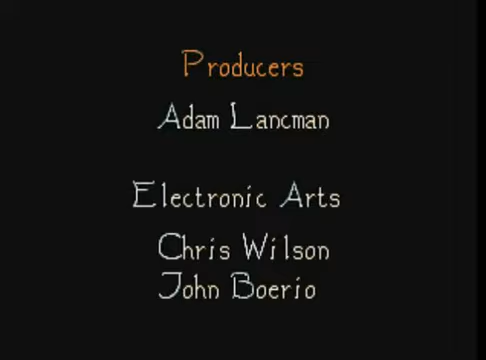 Producers
Adam Lancman
Electronic Arts
Chris Wilson
John Boerio